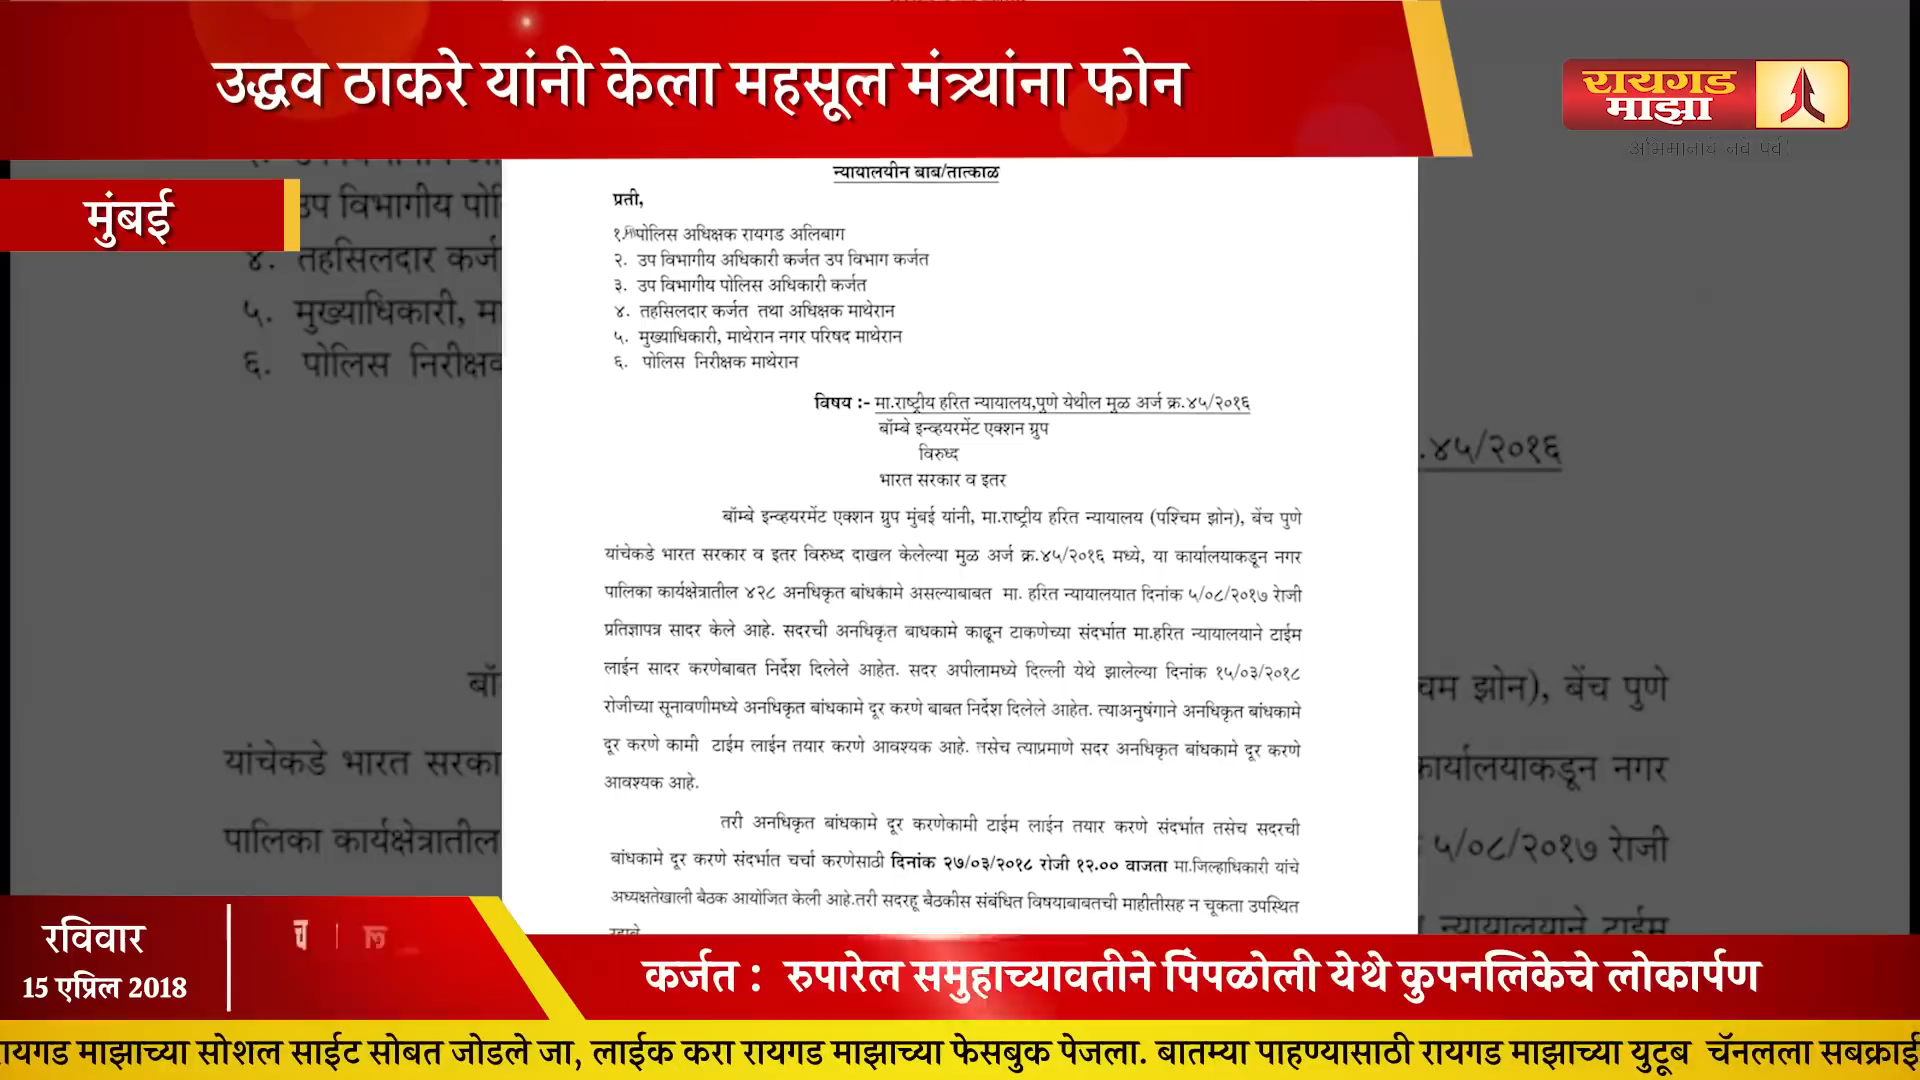 उद्धव ठाकरे यांनी केला महसूल मंत्र्यांना फोन
रायगड
माझा
मुंबई
न्यायालयीन बाब/तात्काळ
प्रती,
१. पोलिस अधिक्षक रायगड अलिबाग
२. उप विभागीय अधिकारी कर्जत उप विभाग कर्जत
३. उप विभागीय पोलिस अधिकारी कर्जत
४. तहसिलदार कर्जत तथा अधिक्षक माथेरान
५. मुख्याधिकारी, माथेरान नगर परिषद माथेरान
६. पोलिस निरीक्षक माथेरान
विषय :- मा.राष्ट्रीय हरित न्यायालय,पुणे येथील मुळ अर्ज क्र.४५/२०१६
बॉम्बे इन्व्हयरमेंट एक्शन ग्रुप
विरुध्द
भारत सरकार व इतर
बॉम्बे इन्व्हयरमेंट एक्शन ग्रुप मुंबई यांनी, मा.राष्ट्रीय हरित न्यायालय (पश्चिम झोन), बेंच पुणे
यांचेकडे भारत सरकार व इतर विरुध्द दाखल केलेल्या मुळ अर्ज क्र.४५/२०१६ मध्ये, या कार्यालयाकडून नगर
पालिका कार्यक्षेत्रातील ४२८ अनधिकृत बांधकामे असल्याबाबत मा. हरित न्यायालयात दिनांक ५/०८/२०१७ रोजी
प्रतिज्ञापत्र सादर केले आहे. सदरची अनधिकृत बाधकामे काढून टाकणेच्या संदर्भात मा.हरित न्यायालयाने टाईम
लाईन सादर करणेबाबत निर्देश दिलेले आहेत. सदर अपीलामध्ये दिल्ली येथे झालेल्या दिनांक १५/०३/२०१८
रोजीच्या सूनावणीमध्ये अनधिकृत बांधकामे दूर करणे बाबत निर्देश दिलेले आहेत. त्याअनुषंगाने अनधिकृत बांधकामे
दूर करणे कामी टाईम लाईन तयार करणे आवश्यक आहे. तसेच त्याप्रमाणे सदर अनधिकृत बांधकामे दूर करणे
आवश्यक आहे.
तरी अनधिकृत बांधकामे दूर करणेकामी टाईम लाईन तयार करणे संदर्भात तसेच सदरची
बांधकामे दूर करणे संदर्भात चर्चा करणेसाठी दिनांक २७/०३/२०१८ रोजी १२.०० वाजता मा.जिल्हाधिकारी यांचे
अध्यक्षतेखाली बैठक आयोजित केली आहे.तरी सदरहू बैठकीस संबंधित विषयाबाबतची माहीतीसह न चूकता उपस्थित
रविवार
15 एप्रिल 2018
कर्जत : रुपारेल समुहाच्यावतीने पिंपळोली येथे कुपनलिकेचे लोकार्पण
रायगड माझाच्या सोशल साईट सोबत जोडले जा, लाईक करा रायगड माझाच्या फेसबुक पेजला. बातम्या पाहण्यासाठी रायगड माझाच्या युटूब चॅनलला सबक्राई